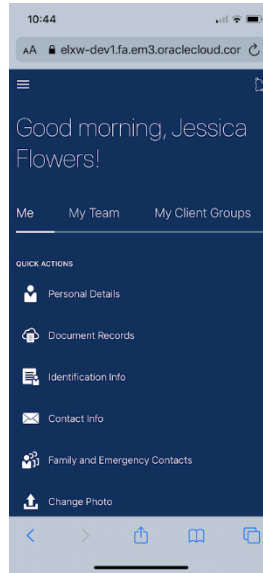 10:44
AA elxw-dev1.fa.em3.oraclecloud.cor
Good morning, Jessica
Flowers!
Me My Team My Client Groups
QUICK ACTIONS
Personal Details
Document Records
Identification Info
Contact Info
Family and Emergency Contacts
Change Photo